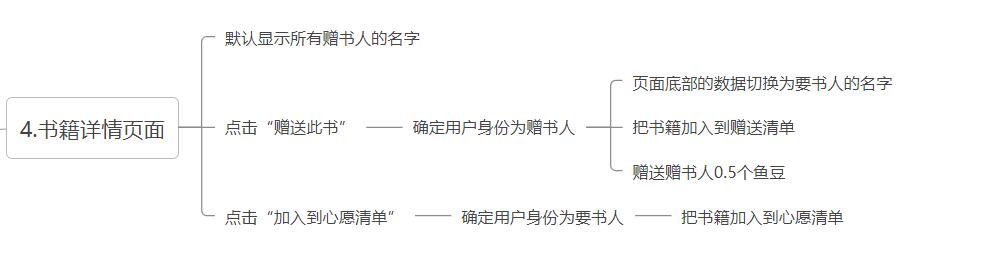 4.书籍详情页面
默认显示所有赠书人的名字
点击“赠送此书”
确定用户身份为赠书人
页面底部的数据切换为要书人的名字
把书籍加入到赠送清单
赠送赠书人0.5个鱼豆
点击“加入到心愿清单”
确定用户身份为要书人
把书籍加入到心愿清单